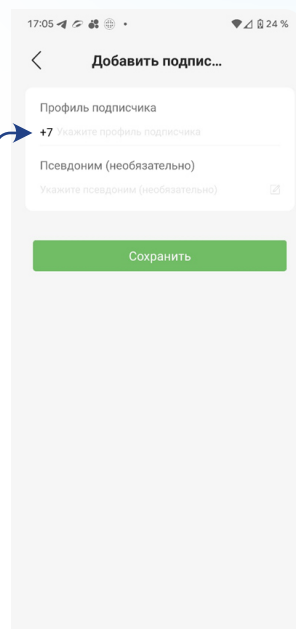 17:05
24 %
Добавить подпис...
Профиль подписчика
+7 Укажите профиль подписчика
Псевдоним (необязательно)
Укажите псевдоним (необязательно)
Сохранить